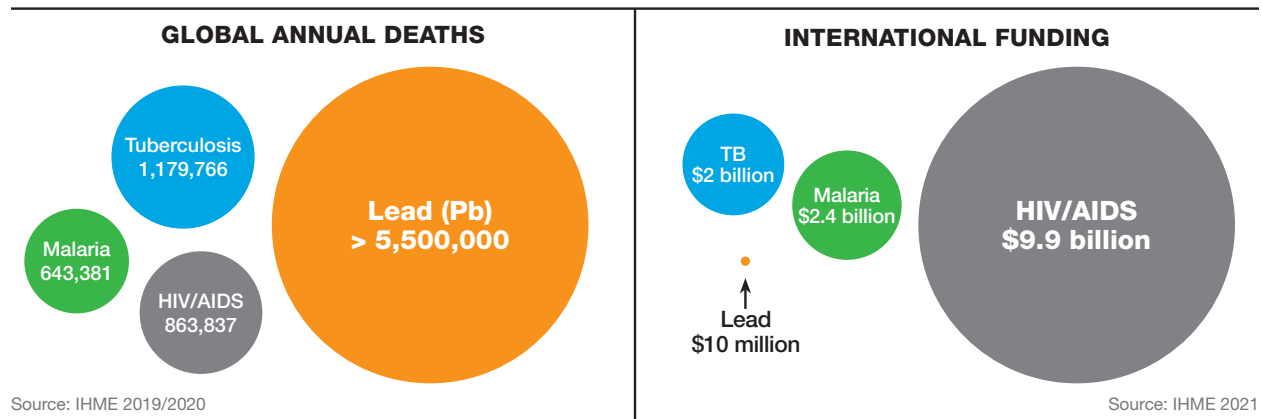 GLOBAL ANNUAL DEATHS
Tuberculosis
1,179,766
Lead (Pb)
> 5,500,000
Malaria
643,381
HIV/AIDS
863,837
Source: IHME 2019/2020
INTERNATIONAL FUNDING
TB
$2 billion
Malaria
$2.4 billion
HIV/AIDS
$9.9 billion
Lead
$10 million
Source: IHME 2021